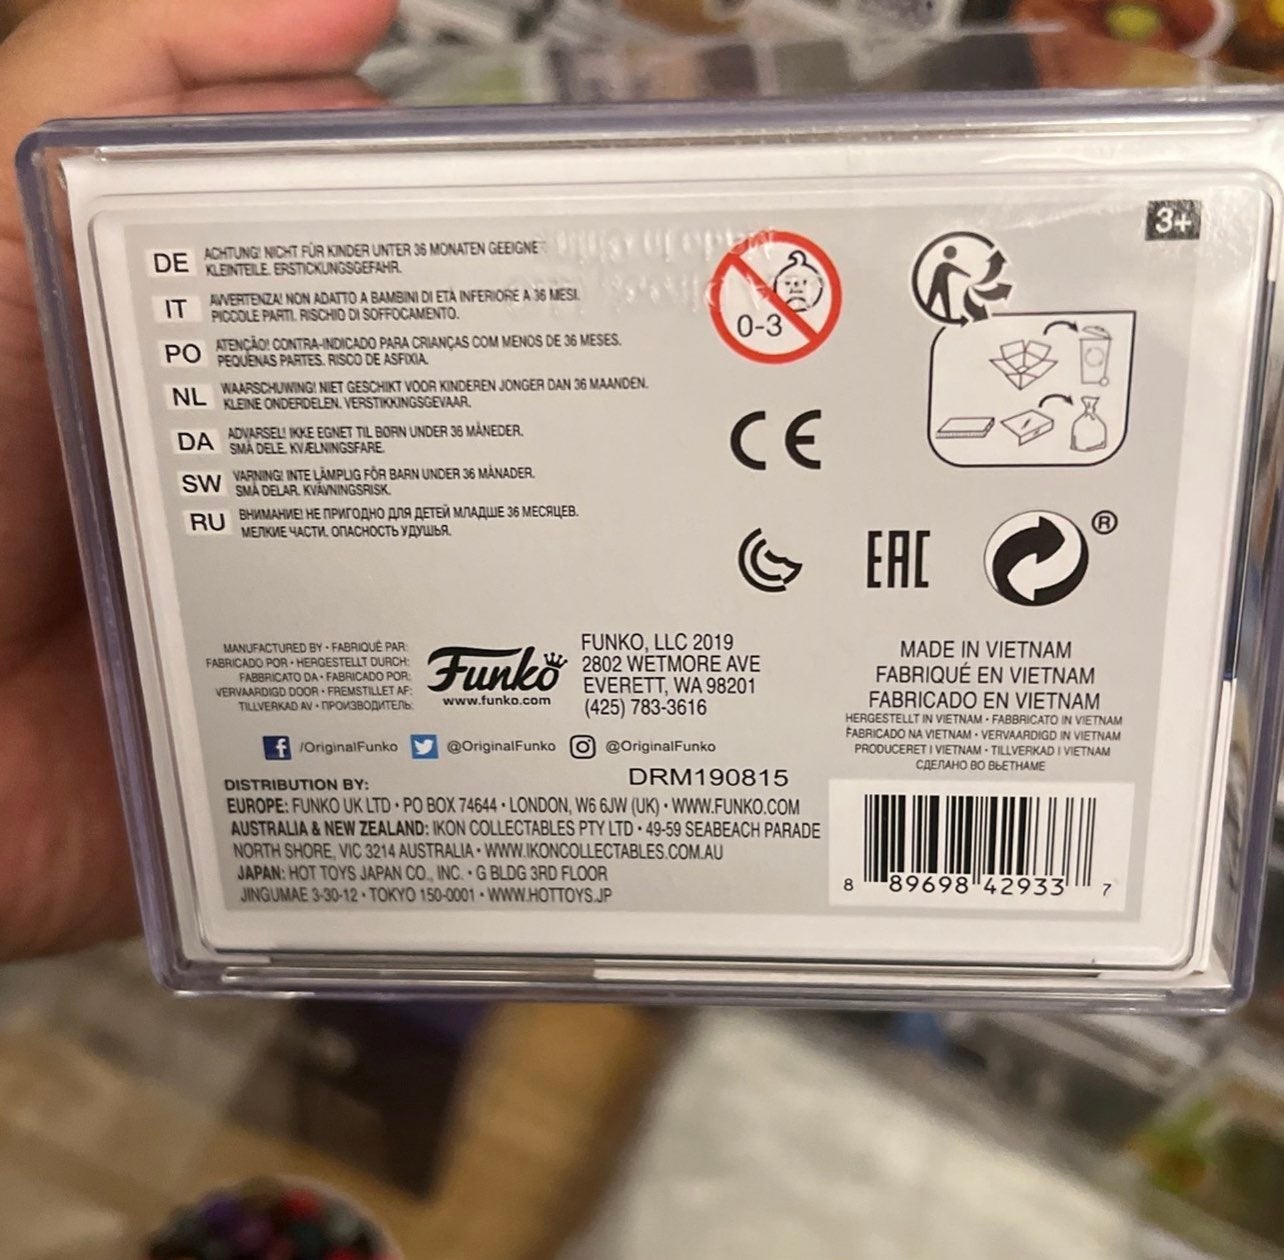 3+
DE ACHTUNG! NICHT FÜR KINDER UNTER 36 MONATEN GEEIGNET
KLEINTEILE. ERSTICKUNGSGEFAHR.
IT AVVERTENZA! NON ADATTO A BAMBINI DI ETÀ INFERIORE A 36 MESI.
PICCOLE PARTI. RISCHIO DI SOFFOCAMENTO.
PO ATENÇÃO! CONTRA-INDICADO PARA CRIANÇAS COM MENOS DE 36 MESES.
PEQUENAS PARTES. RISCO DE ASFIXIA.
NL WAARSCHUWING! NIET GESCHIKT VOOR KINDEREN JONGER DAN 36 MAANDEN.
KLEINE ONDERDELEN. VERSTIKKINGSGEVAAR.
DA ADVARSEL! IKKE EGNET TIL BØRN UNDER 36 MÅNEDER.
SMÅ DELE. KVÆLNINGSFARE.
SW VARNING! INTE LÄMPLIG FÖR BARN UNDER 36 MÅNADER.
SMÅ DELAR. KVÄVNINGSRISK.
RU ВНИМАНИЕ! НЕ ПРИГОДНО ДЛЯ ДЕТЕЙ МЛАДШЕ 36 МЕСЯЦЕВ.
МЕЛКИЕ ЧАСТИ. ОПАСНОСТЬ УДУШЬЯ.
0-3
CE
EAC
®
MANUFACTURED BY • FABRIQUÉ PAR:
FABRICADO POR • HERGESTELLT DURCH:
FABBRICATO DA • FABRICADO POR:
VERVAARDIGD DOOR • FREMSTILLET AF:
TILLVERKAD AV • ПРОИЗВОДИТЕЛЬ:
Funko
www.funko.com
FUNKO, LLC 2019
2802 WETMORE AVE
EVERETT, WA 98201
(425) 783-3616
MADE IN VIETNAM
FABRIQUÉ EN VIETNAM
FABRICADO EN VIETNAM
HERGESTELLT IN VIETNAM • FABBRICATO IN VIETNAM
FABRICADO NA VIETNAM • VERVAARDIGD IN VIETNAM
PRODUCERET I VIETNAM • TILLVERKAD I VIETNAM
СДЕЛАНО ВО ВЬЕТНАМЕ
/OriginalFunko @OriginalFunko @OriginalFunko
DRM190815
DISTRIBUTION BY:
EUROPE: FUNKO UK LTD • PO BOX 74644 • LONDON, W6 6JW (UK) • WWW.FUNKO.COM
AUSTRALIA & NEW ZEALAND: IKON COLLECTABLES PTY LTD • 49-59 SEABEACH PARADE
NORTH SHORE, VIC 3214 AUSTRALIA • WWW.IKONCOLLECTABLES.COM.AU
JAPAN: HOT TOYS JAPAN CO., INC. • G BLDG 3RD FLOOR
JINGUMAE 3-30-12 • TOKYO 150-0001 • WWW.HOTTOYS.JP
8 89698 42933 7